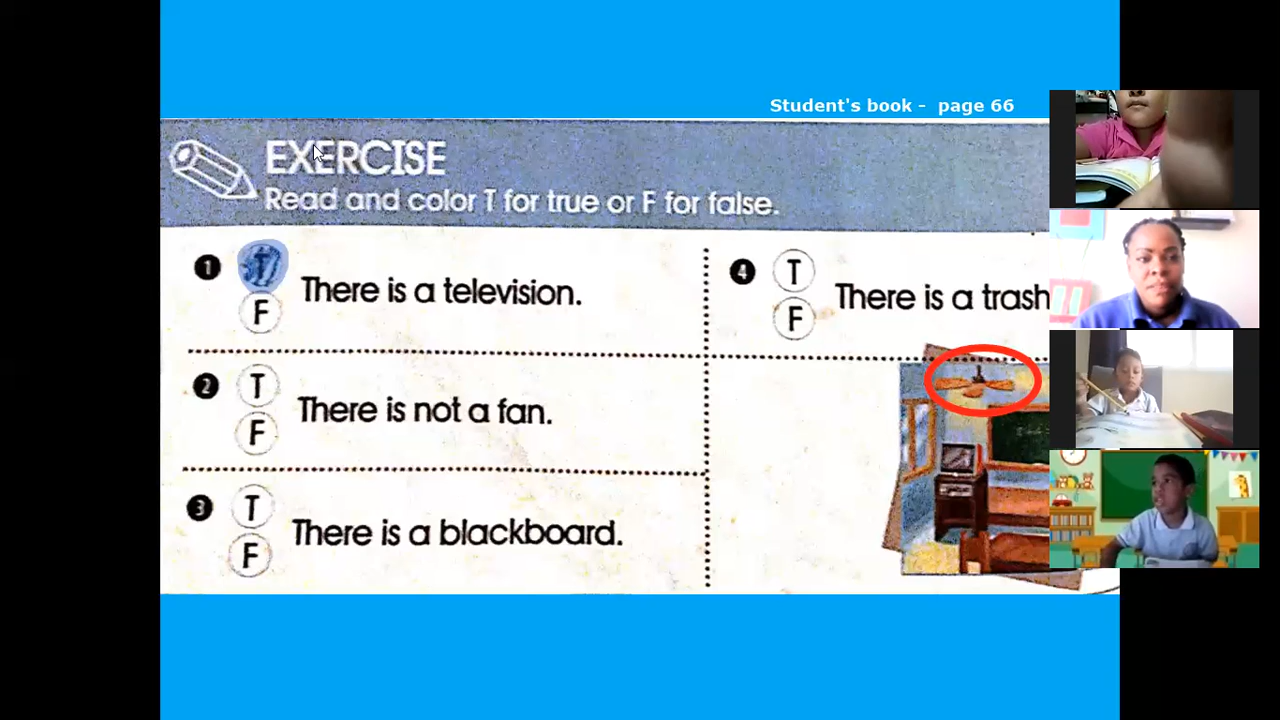 Student's book - page 66
EXERCISE
Read and color T for true or F for false.
1 T
F There is a television.
2 T
F There is not a fan.
3 T
F There is a blackboard.
4 T
F There is a trash